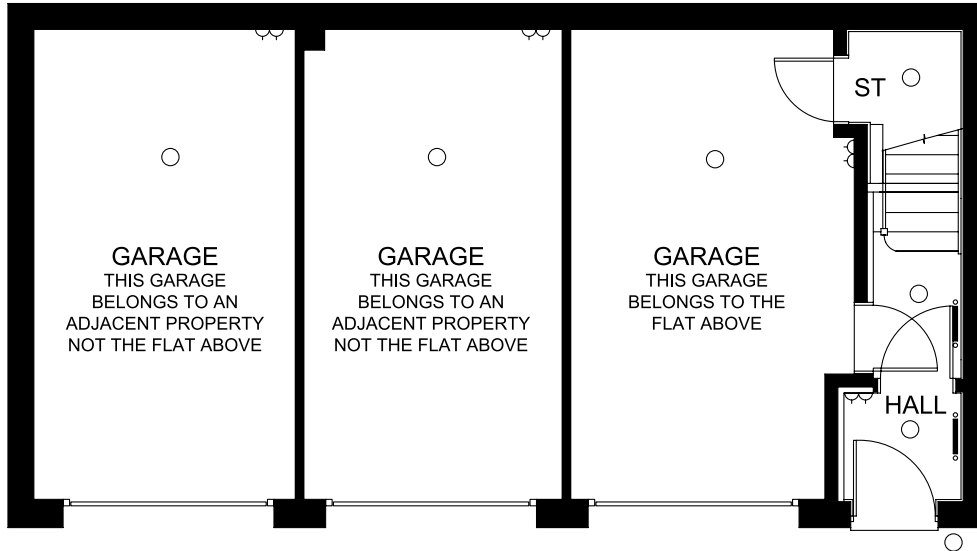 GARAGE
THIS GARAGE
BELONGS TO AN
ADJACENT PROPERTY
NOT THE FLAT ABOVE
GARAGE
THIS GARAGE
BELONGS TO AN
ADJACENT PROPERTY
NOT THE FLAT ABOVE
GARAGE
THIS GARAGE
BELONGS TO THE
FLAT ABOVE
ST
HALL